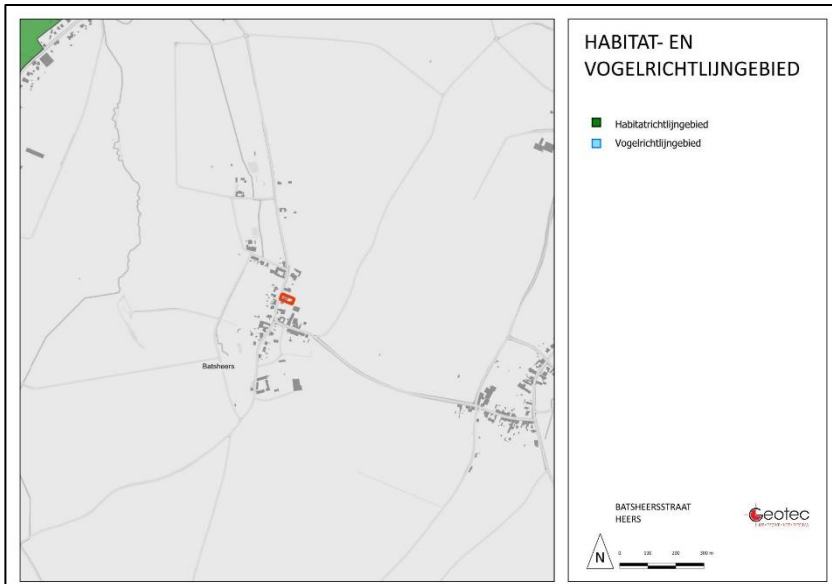 HABITAT- EN
VOGELRICHTLIJNGEBIED
Habitatrichtlijngebied
Vogelrichtlijngebied
Batsheers
BATSHEERSSTRAAT
HEERS
Geotec
N
0 100 200 300 m